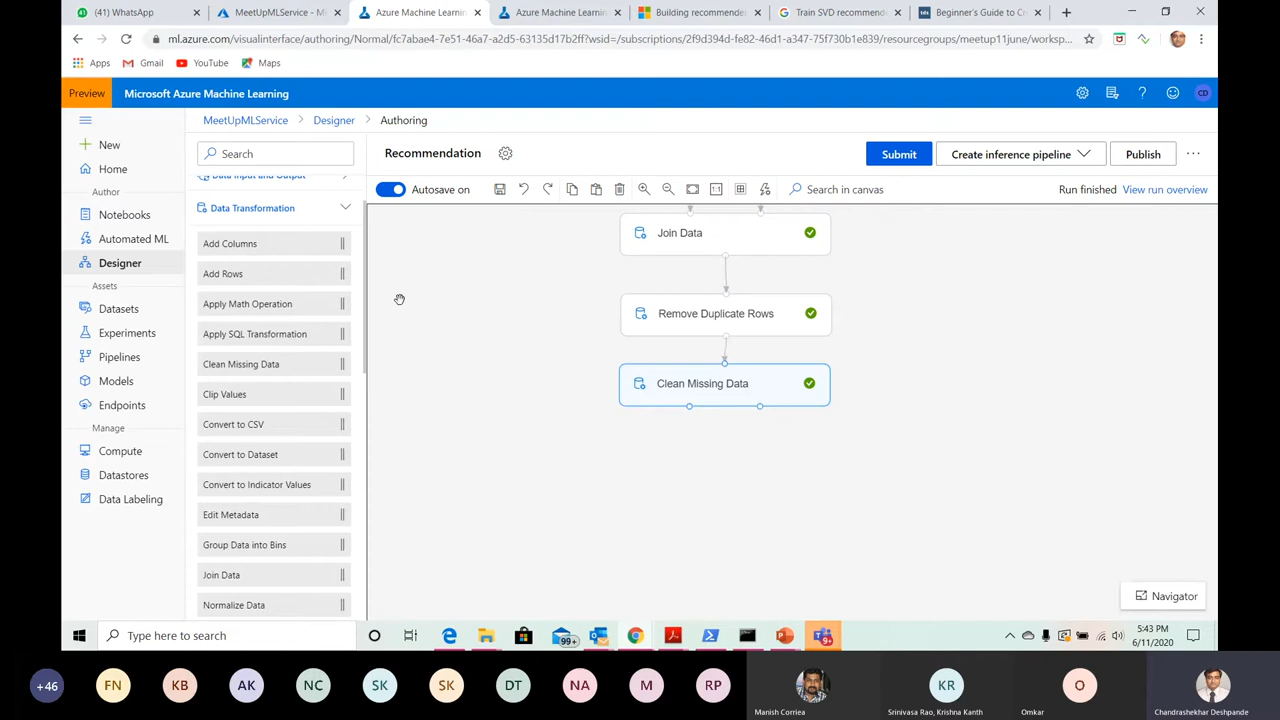 (41) WhatsApp
MeetUpMLService - Mi
Azure Machine Learnin
Azure Machine Learnin
Building recommender
Train SVD recommend
Beginner's Guide to Cr
ml.azure.com/visualinterface/authoring/Normal/fc7abae4-7e51-46a7-a2d5-63135d17b2ff?wsid=/subscriptions/2f9d394d-fe82-46d1-a347-75f730b1e839/resourcegroups/meetup11june/worksp...
Apps
Gmail
YouTube
Maps
Preview
Microsoft Azure Machine Learning
CD
MeetUpMLService > Designer > Authoring
New
Home
Author
Notebooks
Automated ML
Designer
Assets
Datasets
Experiments
Pipelines
Models
Endpoints
Manage
Compute
Datastores
Data Labeling
Search
Data Input and Output
Data Transformation
Add Columns
Add Rows
Apply Math Operation
Apply SQL Transformation
Clean Missing Data
Clip Values
Convert to CSV
Convert to Dataset
Convert to Indicator Values
Edit Metadata
Group Data into Bins
Join Data
Normalize Data
Recommendation
Submit
Create inference pipeline
Publish
...
Autosave on
Search in canvas
Run finished
View run overview
Join Data
Remove Duplicate Rows
Clean Missing Data
Navigator
Type here to search
99+
9+
5:43 PM
6/11/2020
+46
FN
KB
AK
NC
SK
SK
DT
NA
M
RP
KR
O
Manish Correa
Srinivasa Rao, Krishna Kanth
Omkar
Chandrashekhar Deshpande